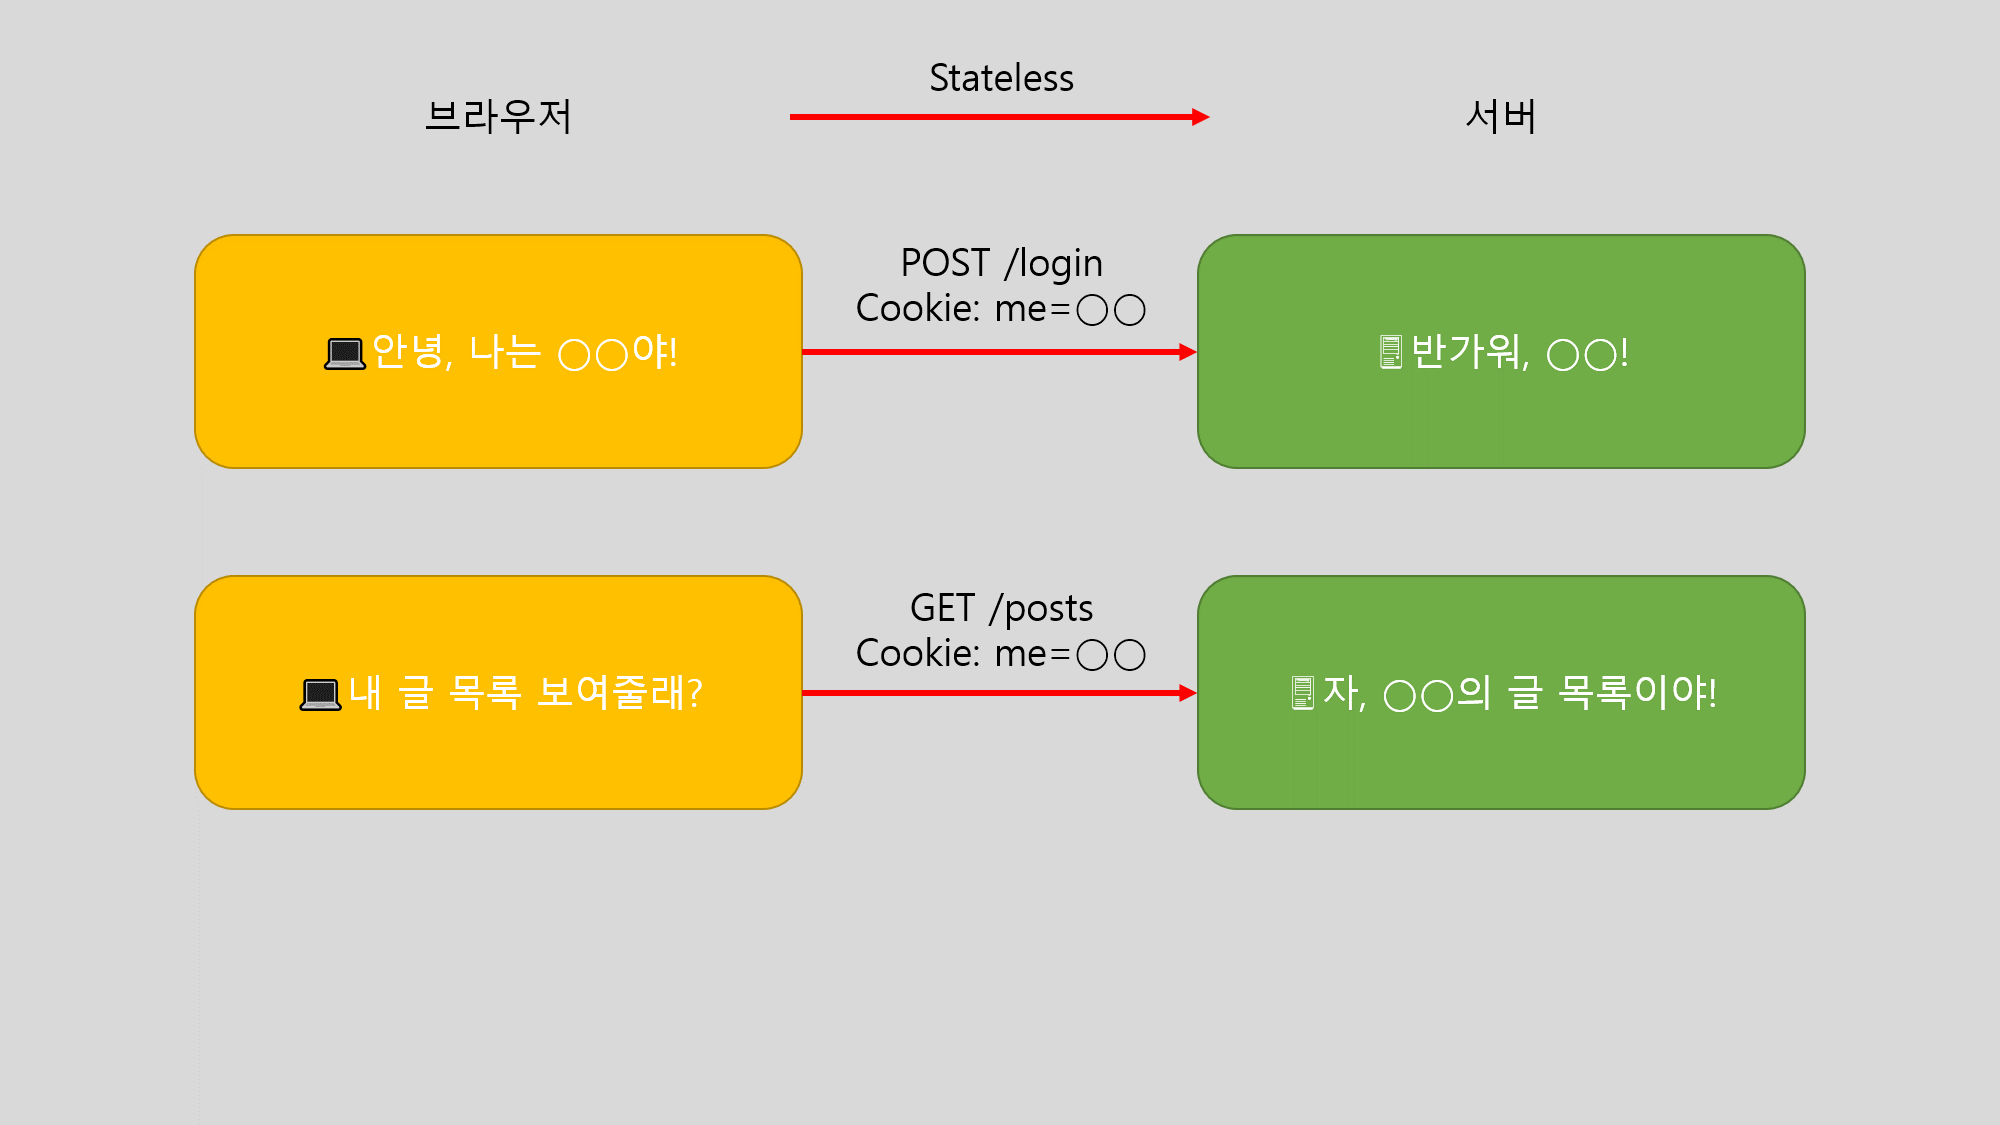 브라우저
Stateless
서버
💻안녕, 나는 ○○야!
POST /login
Cookie: me=○○
🖥반가워, ○○!
💻내 글 목록 보여줄래?
GET /posts
Cookie: me=○○
🖥자, ○○의 글 목록이야!